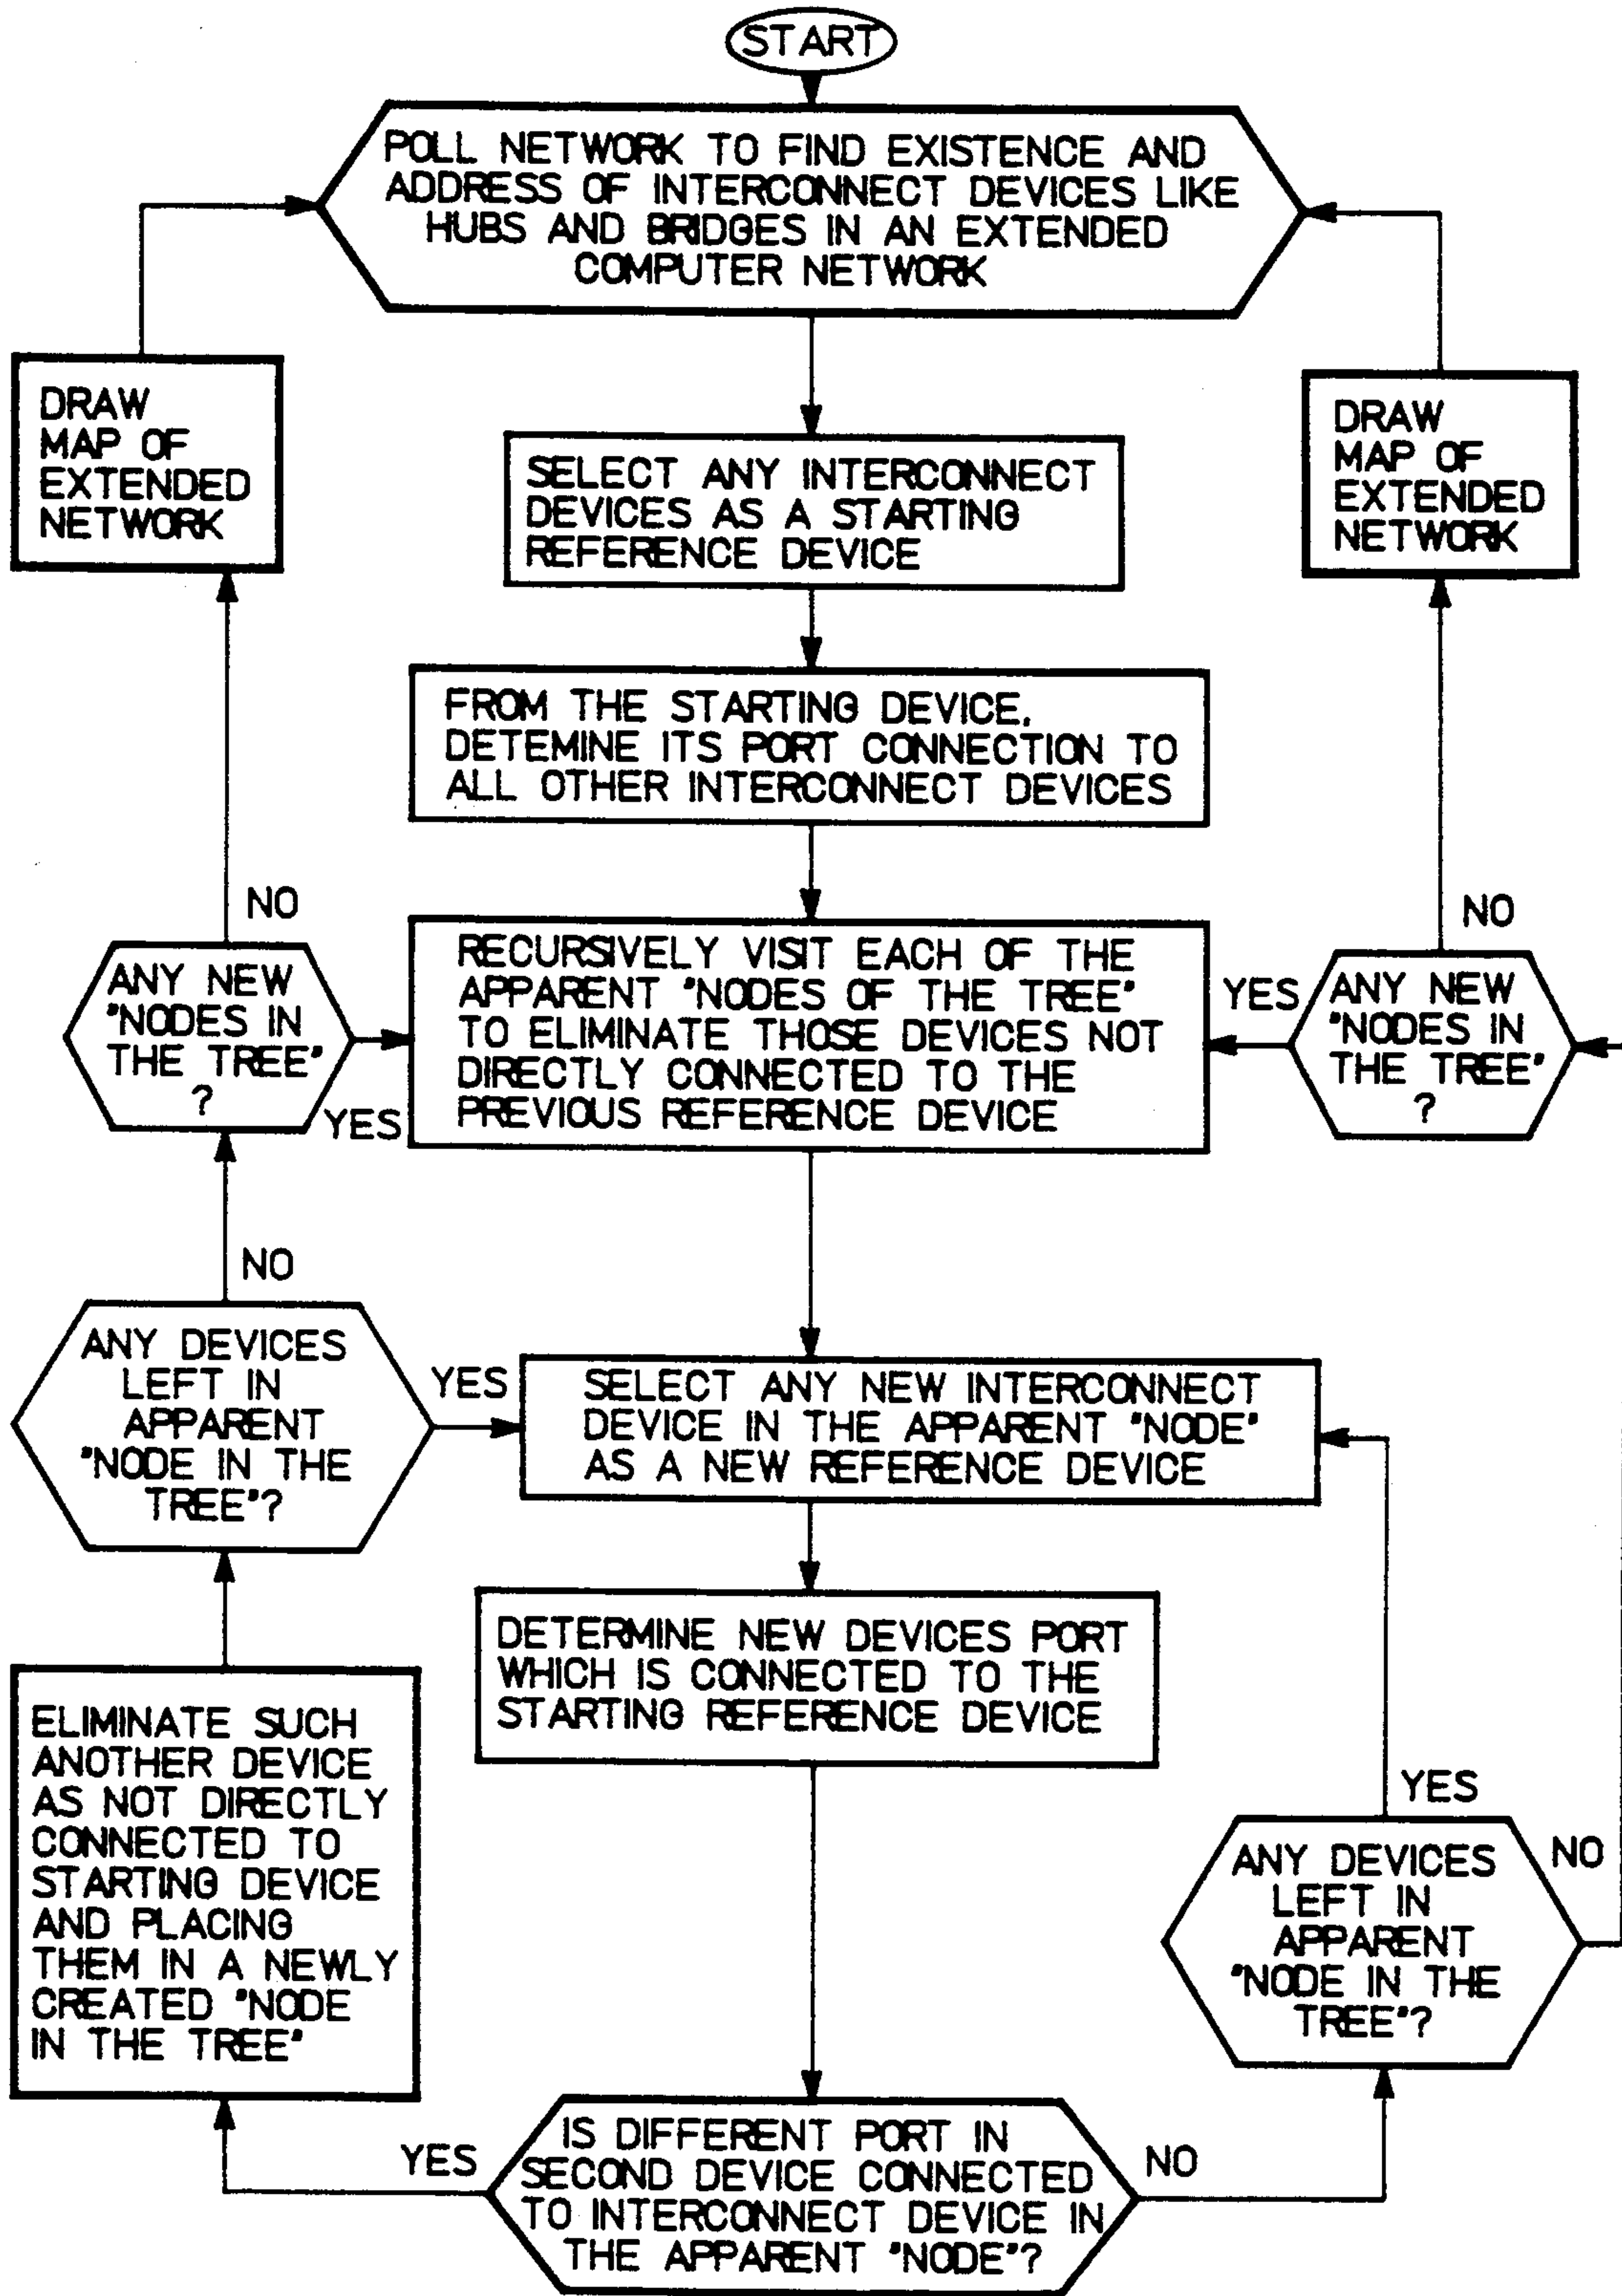 START
POLL NETWORK TO FIND EXISTENCE AND
ADDRESS OF INTERCONNECT DEVICES LIKE
HUBS AND BRIDGES IN AN EXTENDED
COMPUTER NETWORK
DRAW
MAP OF
EXTENDED
NETWORK
SELECT ANY INTERCONNECT
DEVICES AS A STARTING
REFERENCE DEVICE
DRAW
MAP OF
EXTENDED
NETWORK
FROM THE STARTING DEVICE,
DETEMINE ITS PORT CONNECTION TO
ALL OTHER INTERCONNECT DEVICES
NO
NO
ANY NEW
"NODES IN
THE TREE"
?
YES
RECURSIVELY VISIT EACH OF THE
APPARENT "NODES OF THE TREE"
TO ELIMINATE THOSE DEVICES NOT
DIRECTLY CONNECTED TO THE
PREVIOUS REFERENCE DEVICE
YES
ANY NEW
"NODES IN
THE TREE"
?
NO
ANY DEVICES
LEFT IN
APPARENT
"NODE IN THE
TREE"?
YES
SELECT ANY NEW INTERCONNECT
DEVICE IN THE APPARENT "NODE"
AS A NEW REFERENCE DEVICE
DETERMINE NEW DEVICES PORT
WHICH IS CONNECTED TO THE
STARTING REFERENCE DEVICE
ELIMINATE SUCH
ANOTHER DEVICE
AS NOT DIRECTLY
CONNECTED TO
STARTING DEVICE
AND PLACING
THEM IN A NEWLY
CREATED "NODE
IN THE TREE"
YES
NO
ANY DEVICES
LEFT IN
APPARENT
"NODE IN THE
TREE"?
YES
IS DIFFERENT PORT IN
SECOND DEVICE CONNECTED
TO INTERCONNECT DEVICE IN
THE APPARENT "NODE"?
NO